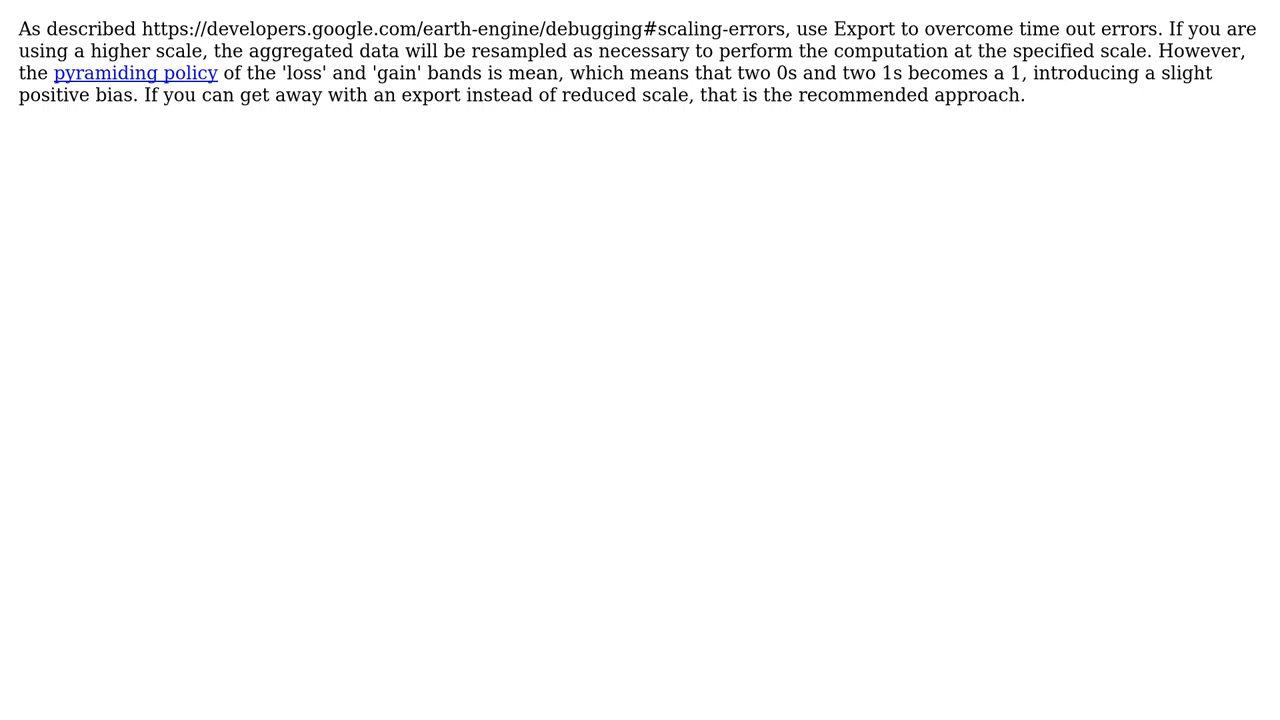 As described https://developers.google.com/earth-engine/debugging#scaling-errors, use Export to overcome time out errors. If you are
using a higher scale, the aggregated data will be resampled as necessary to perform the computation at the specified scale. However,
the pyramiding policy of the 'loss' and 'gain' bands is mean, which means that two 0s and two 1s becomes a 1, introducing a slight
positive bias. If you can get away with an export instead of reduced scale, that is the recommended approach.